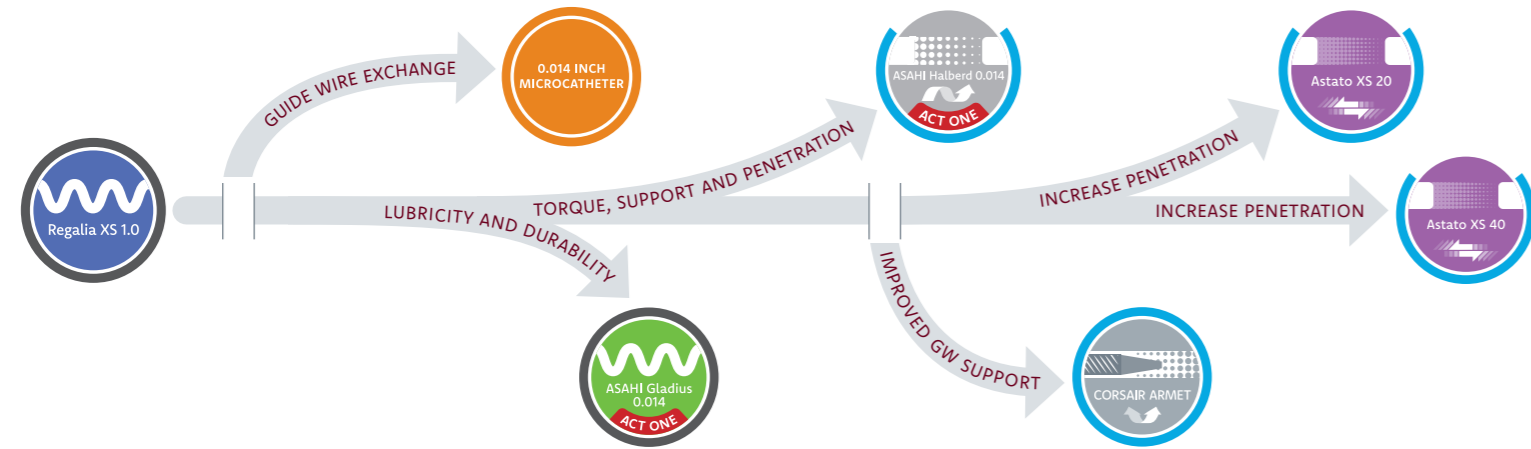 Regalia XS 1.0
GUIDE WIRE EXCHANGE
0.014 INCH
MICROCATHETER
LUBRICITY AND DURABILITY
ASAHI Gladius
0.014
ACT ONE
TORQUE, SUPPORT AND PENETRATION
ASAHI Halberd 0.014
ACT ONE
IMPROVED GW SUPPORT
CORSAIR ARMET
INCREASE PENETRATION
Astato XS 20
INCREASE PENETRATION
Astato XS 40